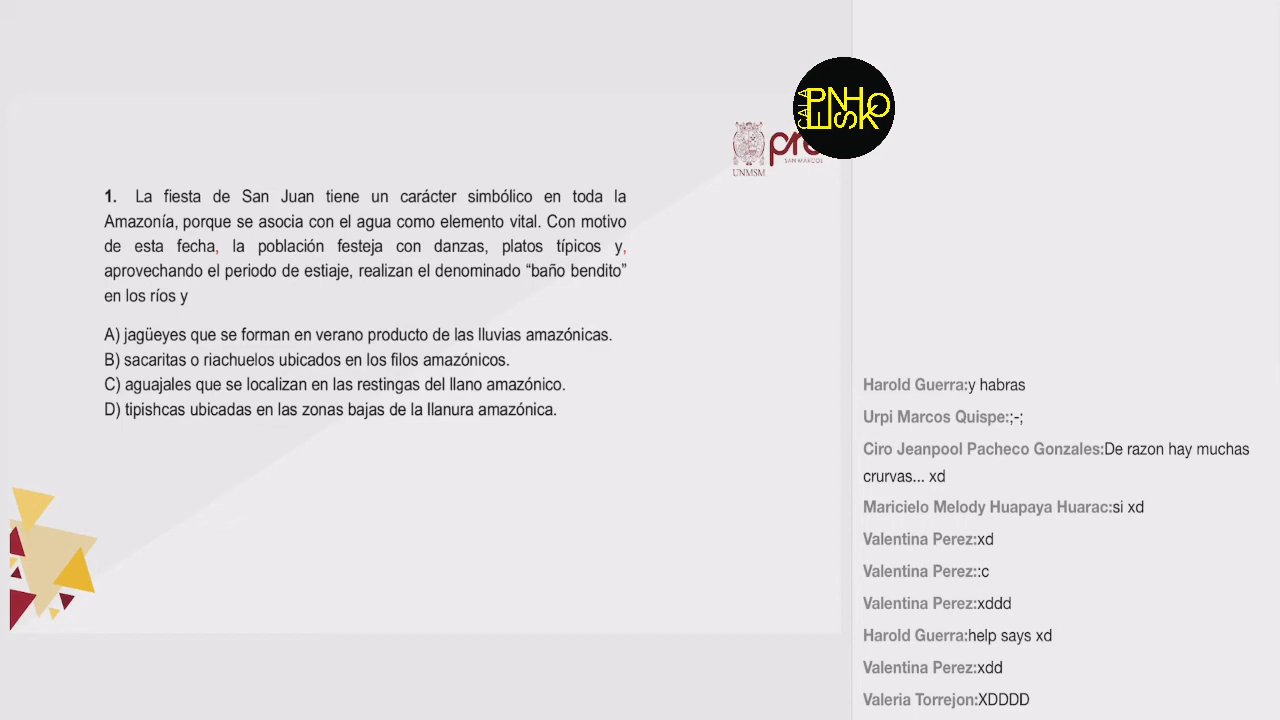 CALA
PNH
ESKO
pre
SAN MARCOS
UNMSM
1. La fiesta de San Juan tiene un carácter simbólico en toda la
Amazonía, porque se asocia con el agua como elemento vital. Con motivo
de esta fecha, la población festeja con danzas, platos típicos y,
aprovechando el periodo de estiaje, realizan el denominado “baño bendito”
en los ríos y
A) jagüeyes que se forman en verano producto de las lluvias amazónicas.
B) sacaritas o riachuelos ubicados en los filos amazónicos.
C) aguajales que se localizan en las restingas del llano amazónico.
D) tipishcas ubicadas en las zonas bajas de la llanura amazónica.
Harold Guerra:y habras
Urpi Marcos Quispe:;-;
Ciro Jeanpool Pacheco Gonzales:De razon hay muchas
crurvas... xd
Maricielo Melody Huapaya Huarac:si xd
Valentina Perez:xd
Valentina Perez::c
Valentina Perez:xddd
Harold Guerra:help says xd
Valentina Perez:xdd
Valeria Torrejon:XDDDD